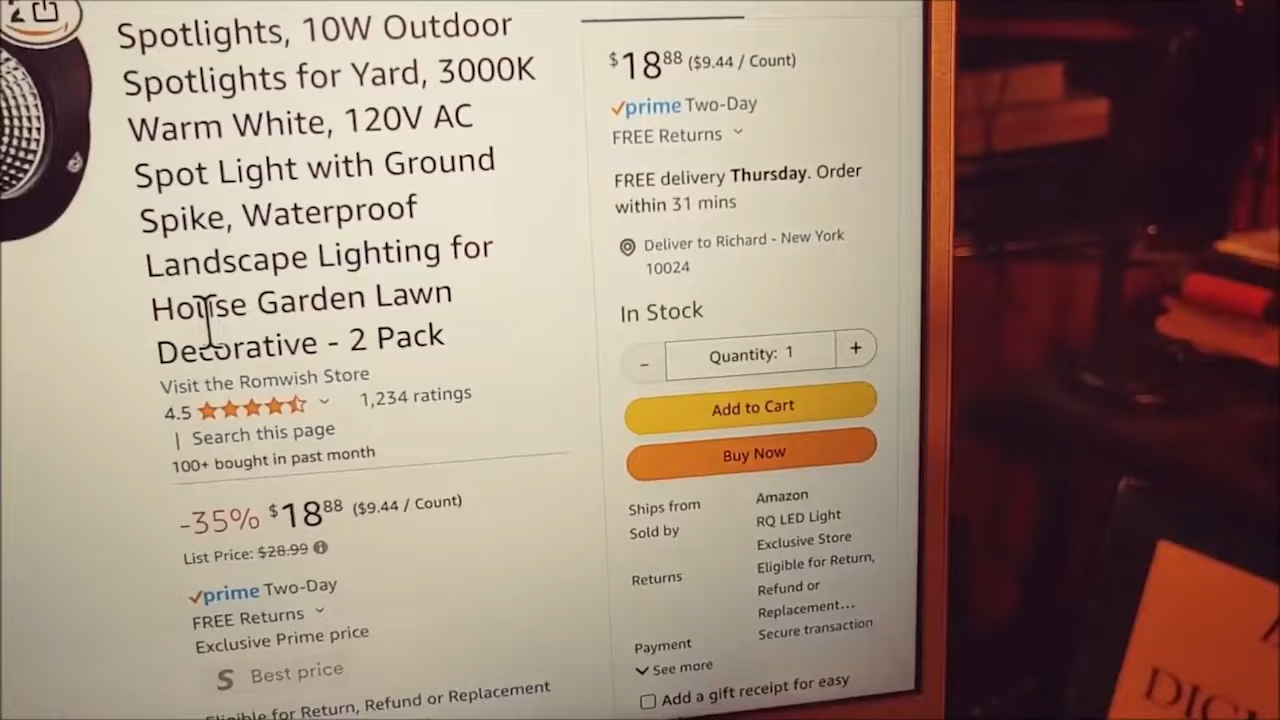 Spotlights, 10W Outdoor
Spotlights for Yard, 3000K
Warm White, 120V AC
Spot Light with Ground
Spike, Waterproof
Landscape Lighting for
House Garden Lawn
Decorative - 2 Pack
Visit the Romwish Store
4.5 1,234 ratings
| Search this page
100+ bought in past month
-35% $18 88 ($9.44 / Count)
List Price: $28.99
prime Two-Day
FREE Returns
Exclusive Prime price
S Best price
Eligible for Return, Refund or Replacement
$18 88 ($9.44 / Count)
prime Two-Day
FREE Returns
FREE delivery Thursday. Order
within 31 mins
Deliver to Richard - New York
10024
In Stock
- Quantity: 1 +
Add to Cart
Buy Now
Ships from Amazon
Sold by RQ LED Light
Exclusive Store
Returns Eligible for Return,
Refund or
Replacement...
Payment Secure transaction
See more
Add a gift receipt for easy